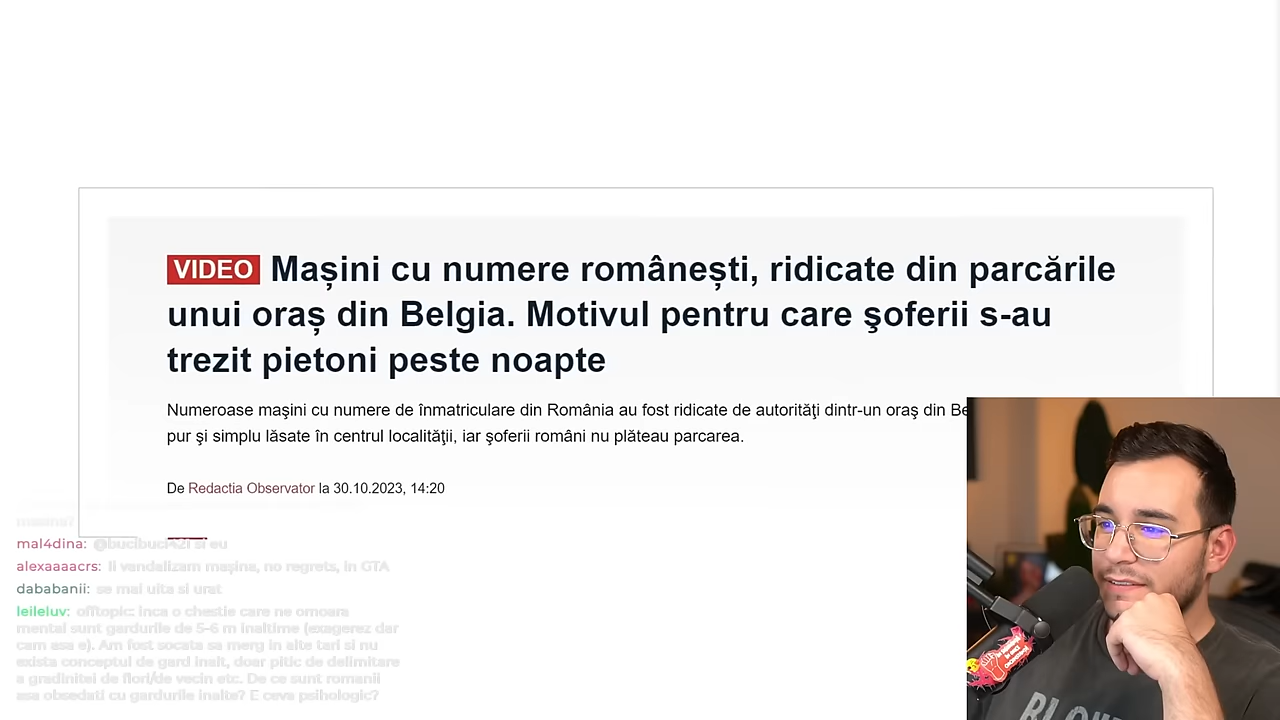 VIDEO Mașini cu numere românești, ridicate din parcările
unui oraș din Belgia. Motivul pentru care şoferii s-au
trezit pietoni peste noapte
Numeroase maşini cu numere de înmatriculare din România au fost ridicate de autorităţi dintr-un oraş din Be
pur şi simplu lăsate în centrul localităţii, iar şoferii români nu plăteau parcarea.
De Redactia Observator la 30.10.2023, 14:20
masina?
mal4dina: @bucibuci421 si eu
alexaaaacrs: ii vandalizam mașina, no regrets, in GTA
dababanii: se mai uita si urat
leileluv: offtopic: inca o chestie care ne omoara
mental sunt gardurile de 5-6 m inaltime (exagerez dar
cam asa e). Am fost socata sa merg in alte tari si nu
exista conceptul de gard inalt, doar pitic de delimitare
a gradinitei de flori/de vecin etc. De ce sunt romanii
asa obsedati cu gardurile inalte? E ceva psihologic?